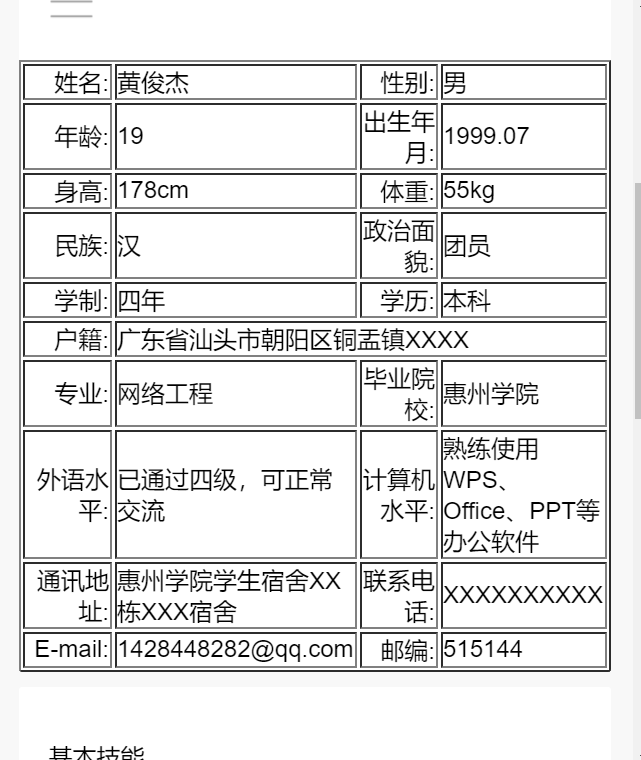 姓名: 黄俊杰 性别: 男
年龄: 19 出生年月: 1999.07
身高: 178cm 体重: 55kg
民族: 汉 政治面貌: 团员
学制: 四年 学历: 本科
户籍: 广东省汕头市朝阳区铜盂镇XXXX
专业: 网络工程 毕业院校: 惠州学院
外语水平: 已通过四级，可正常交流 计算机水平: 熟练使用WPS、Office、PPT等办公软件
通讯地址: 惠州学院学生宿舍XX栋XXX宿舍 联系电话: XXXXXXXXXX
E-mail: 1428448282@qq.com 邮编: 515144
基本技能